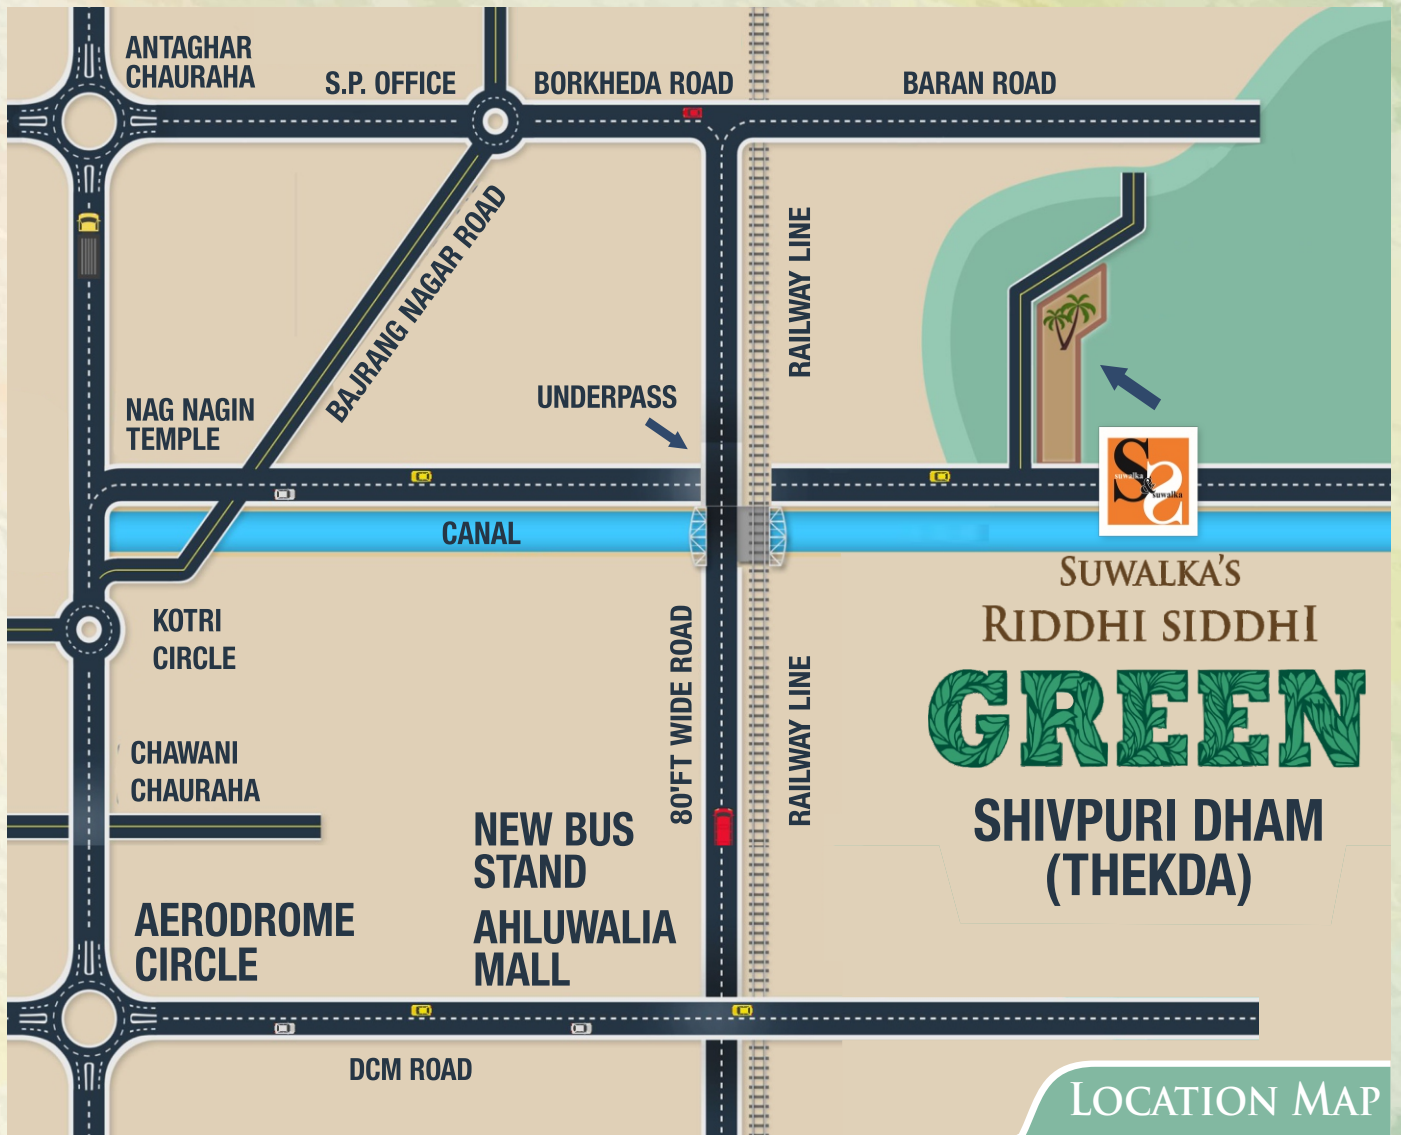 ANTAGHAR
CHAURAHA
S.P. OFFICE
BORKHEDA ROAD
BARAN ROAD
BAJRANG NAGAR ROAD
RAILWAY LINE
UNDERPASS
NAG NAGIN
TEMPLE
S&S
suwalka
suwalka
CANAL
SUWALKA'S
RIDDHI SIDDHI
GREEN
SHIVPURI DHAM
(THEKDA)
KOTRI
CIRCLE
80'FT WIDE ROAD
RAILWAY LINE
CHAWANI
CHAURAHA
NEW BUS
STAND
AHLUWALIA
MALL
AERODROME
CIRCLE
DCM ROAD
LOCATION MAP